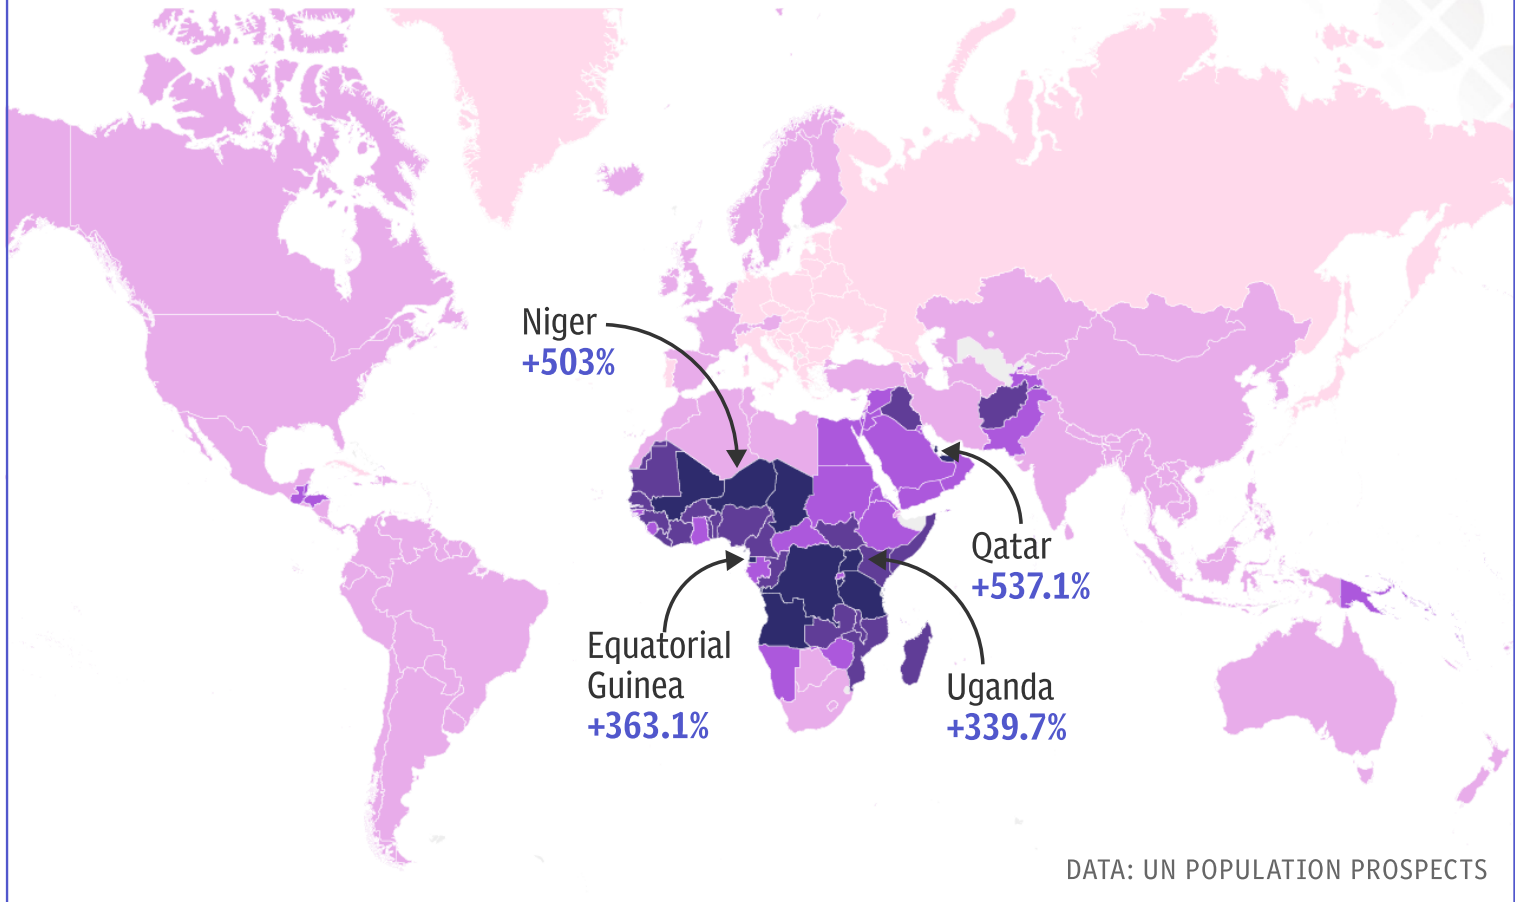 Niger
+503%
Qatar
+537.1%
Equatorial
Guinea
+363.1%
Uganda
+339.7%
DATA: UN POPULATION PROSPECTS